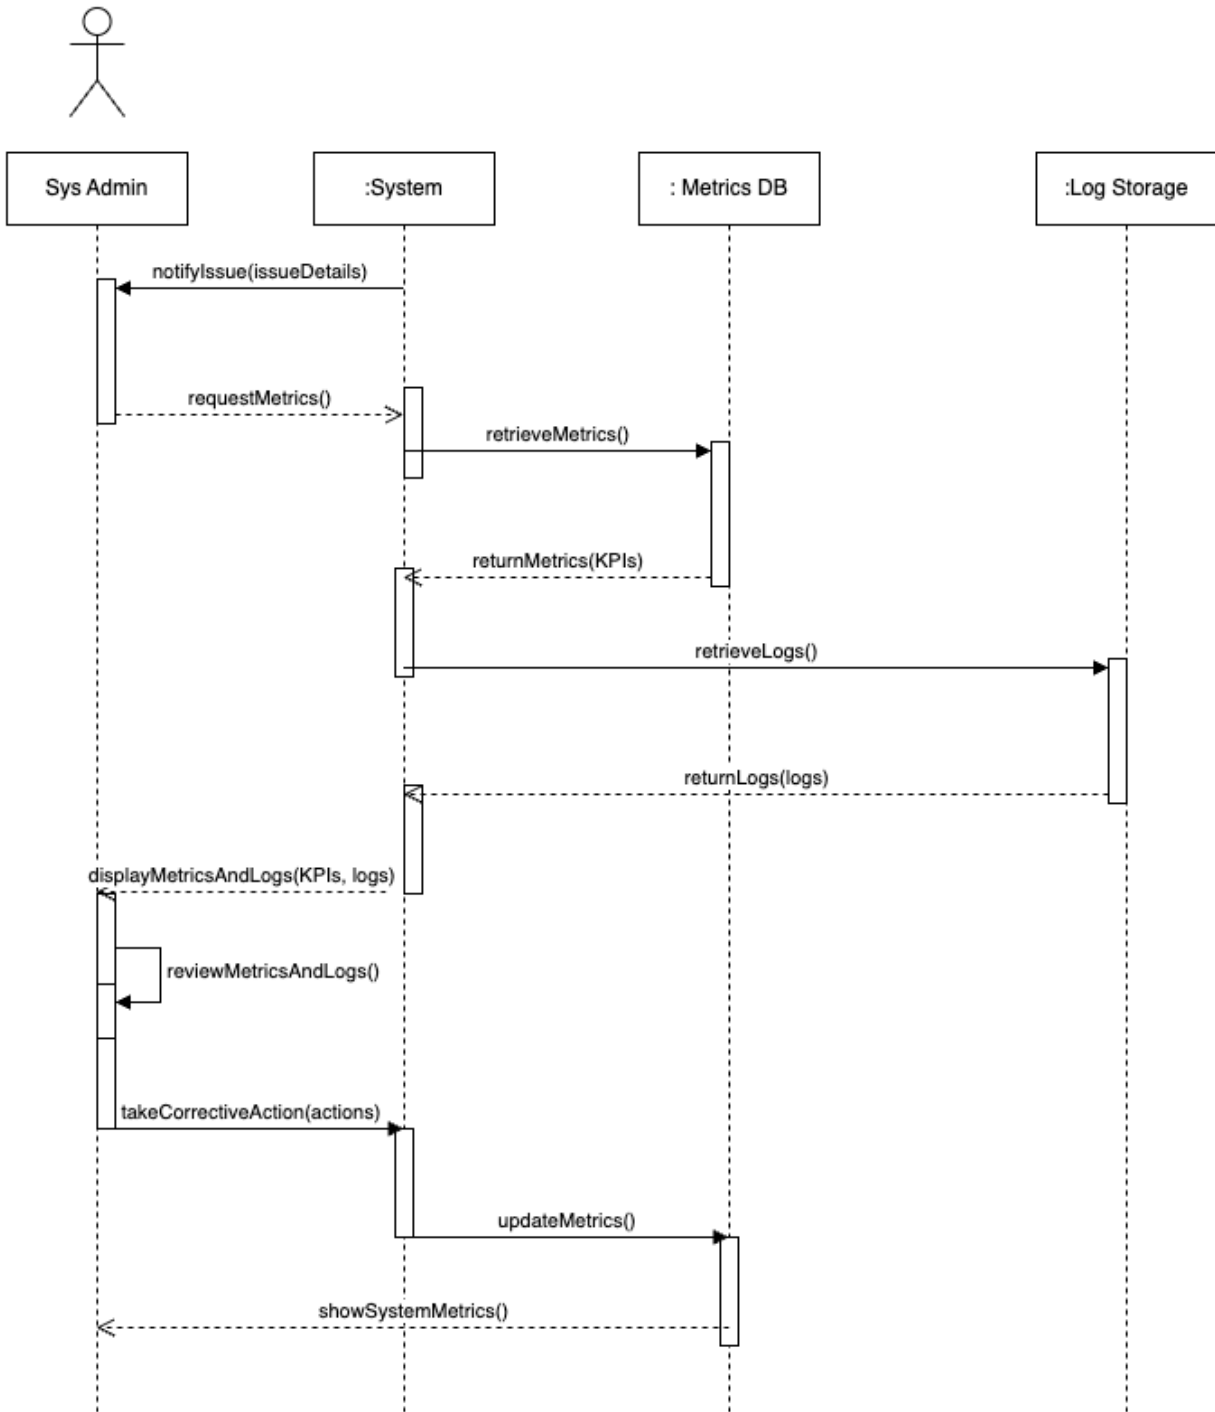 Sys Admin
:System
: Metrics DB
:Log Storage
notifyIssue(issueDetails)
requestMetrics()
retrieveMetrics()
returnMetrics(KPIs)
retrieveLogs()
returnLogs(logs)
displayMetricsAndLogs(KPIs, logs)
reviewMetricsAndLogs()
takeCorrectiveAction(actions)
updateMetrics()
showSystemMetrics()